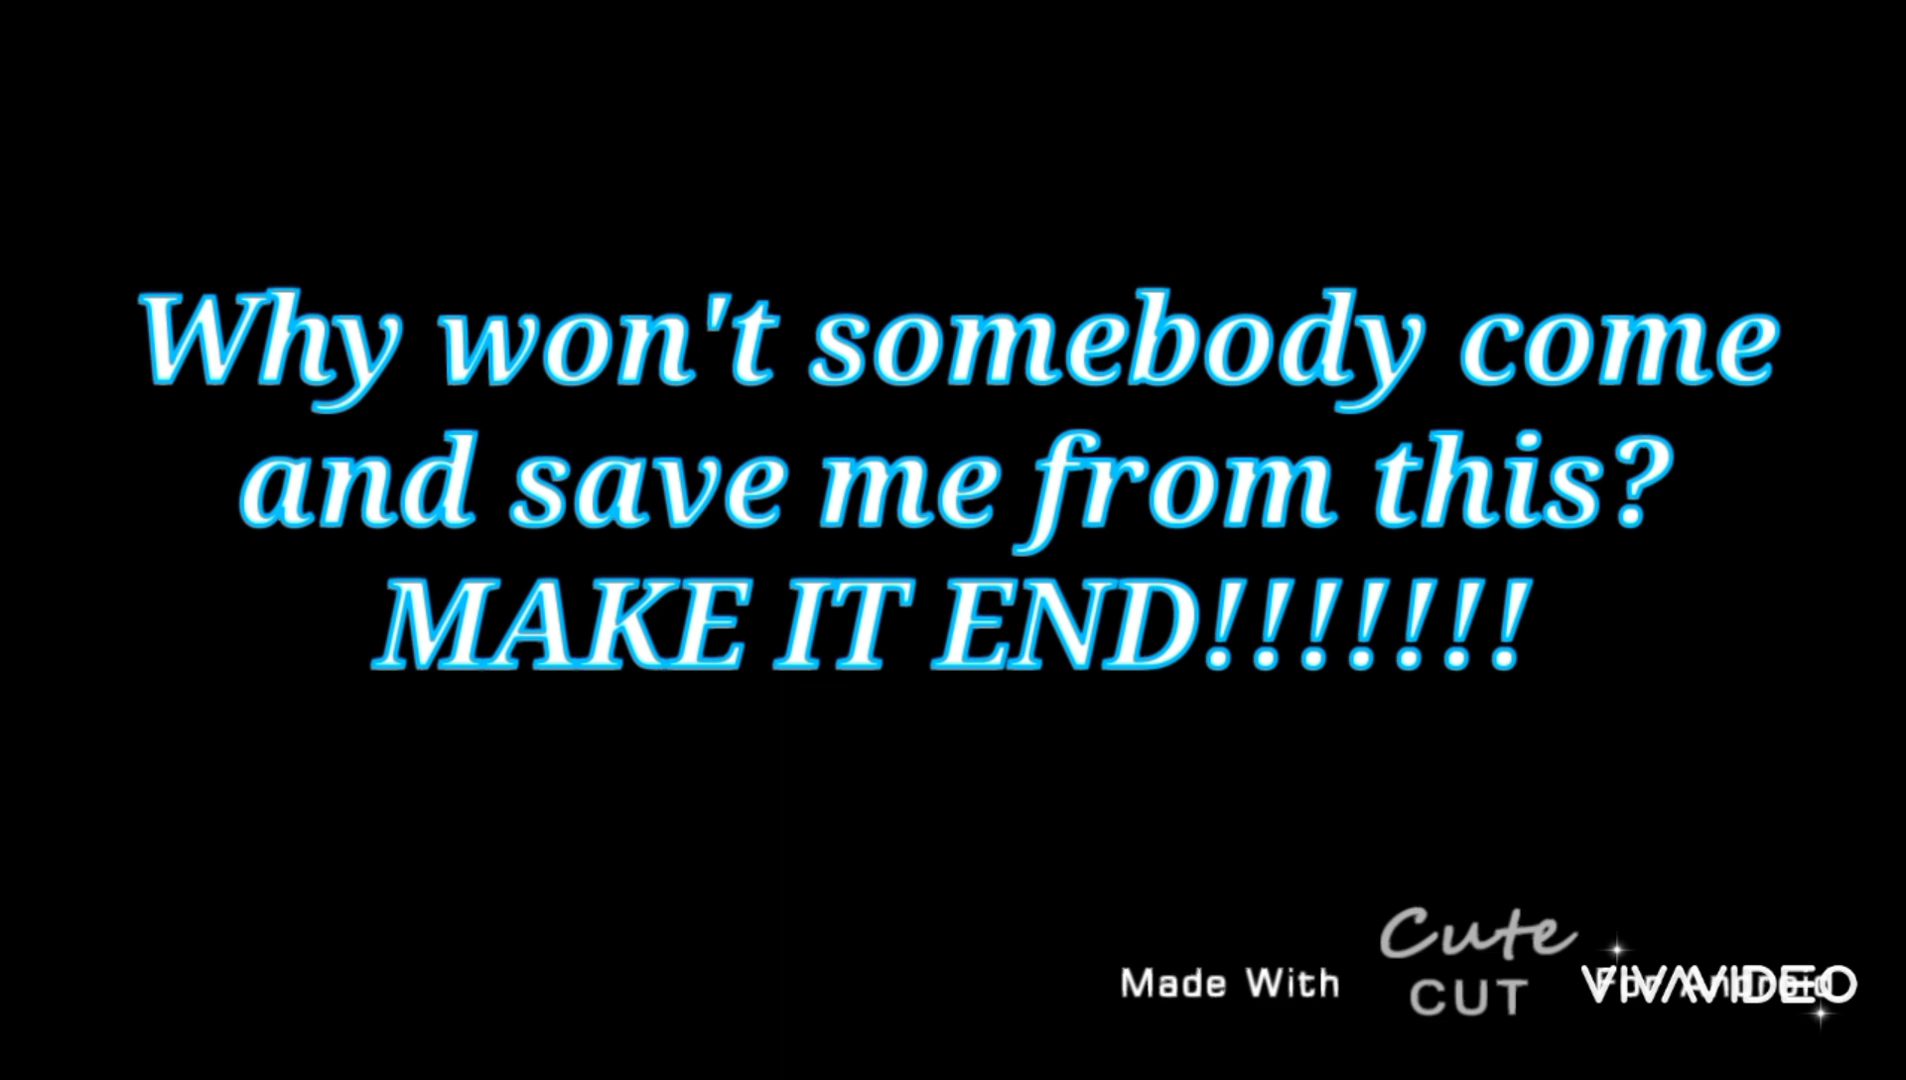 Why won't somebody come
and save me from this?
MAKE IT END!!!!!!!
Cute
Made With CUT VIVAVIDEO